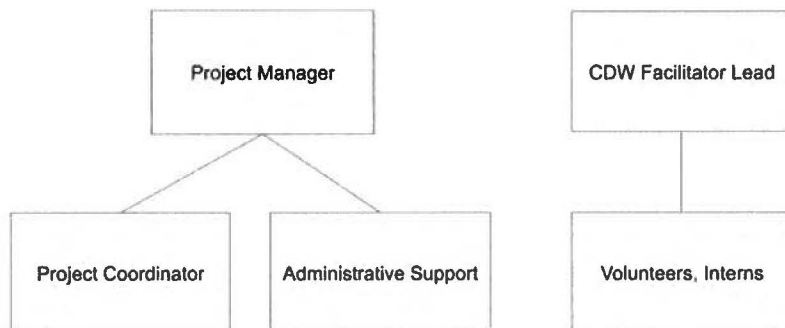 Project Manager
CDW Facilitator Lead
Project Coordinator
Administrative Support
Volunteers, Interns